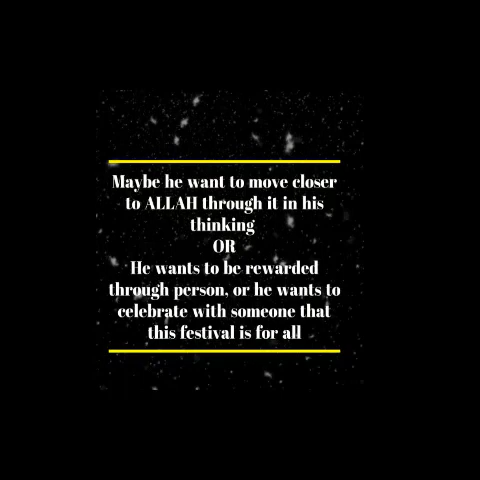 Maybe he want to move closer
to ALLAH through it in his
thinking
OR
He wants to be rewarded
through person, or he wants to
celebrate with someone that
this festival is for all